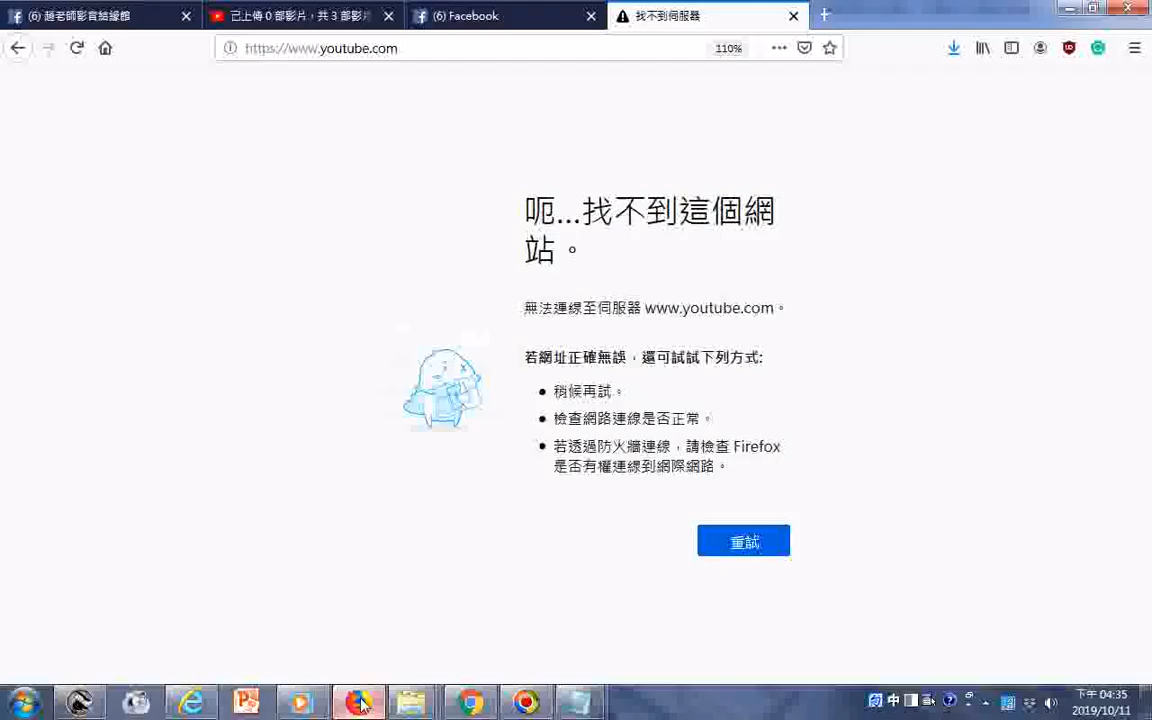 (6) 趙老師影音結緣館
已上傳 0 部影片，共 3 部影片
(6) Facebook
找不到伺服器
https://www.youtube.com
110%
呃...找不到這個網
站。
無法連線至伺服器 www.youtube.com。
若網址正確無誤，還可試試下列方式:
稍候再試。
檢查網路連線是否正常。
若透過防火牆連線，請檢查 Firefox
是否有權連線到網際網路。
重試
中
下午 04:35
2019/10/11